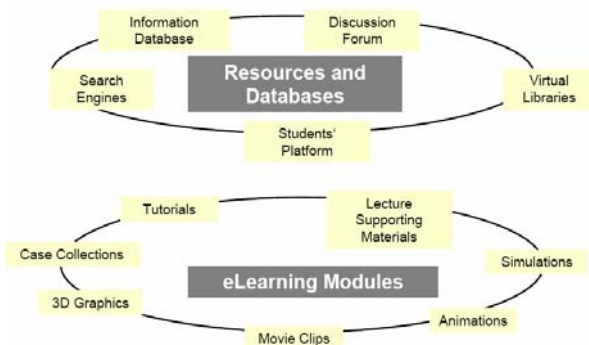 Information
Database
Discussion
Forum
Search
Engines
Resources and
Databases
Virtual
Libraries
Students'
Platform
Tutorials
Lecture
Supporting
Materials
Case Collections
Simulations
eLearning Modules
3D Graphics
Animations
Movie Clips